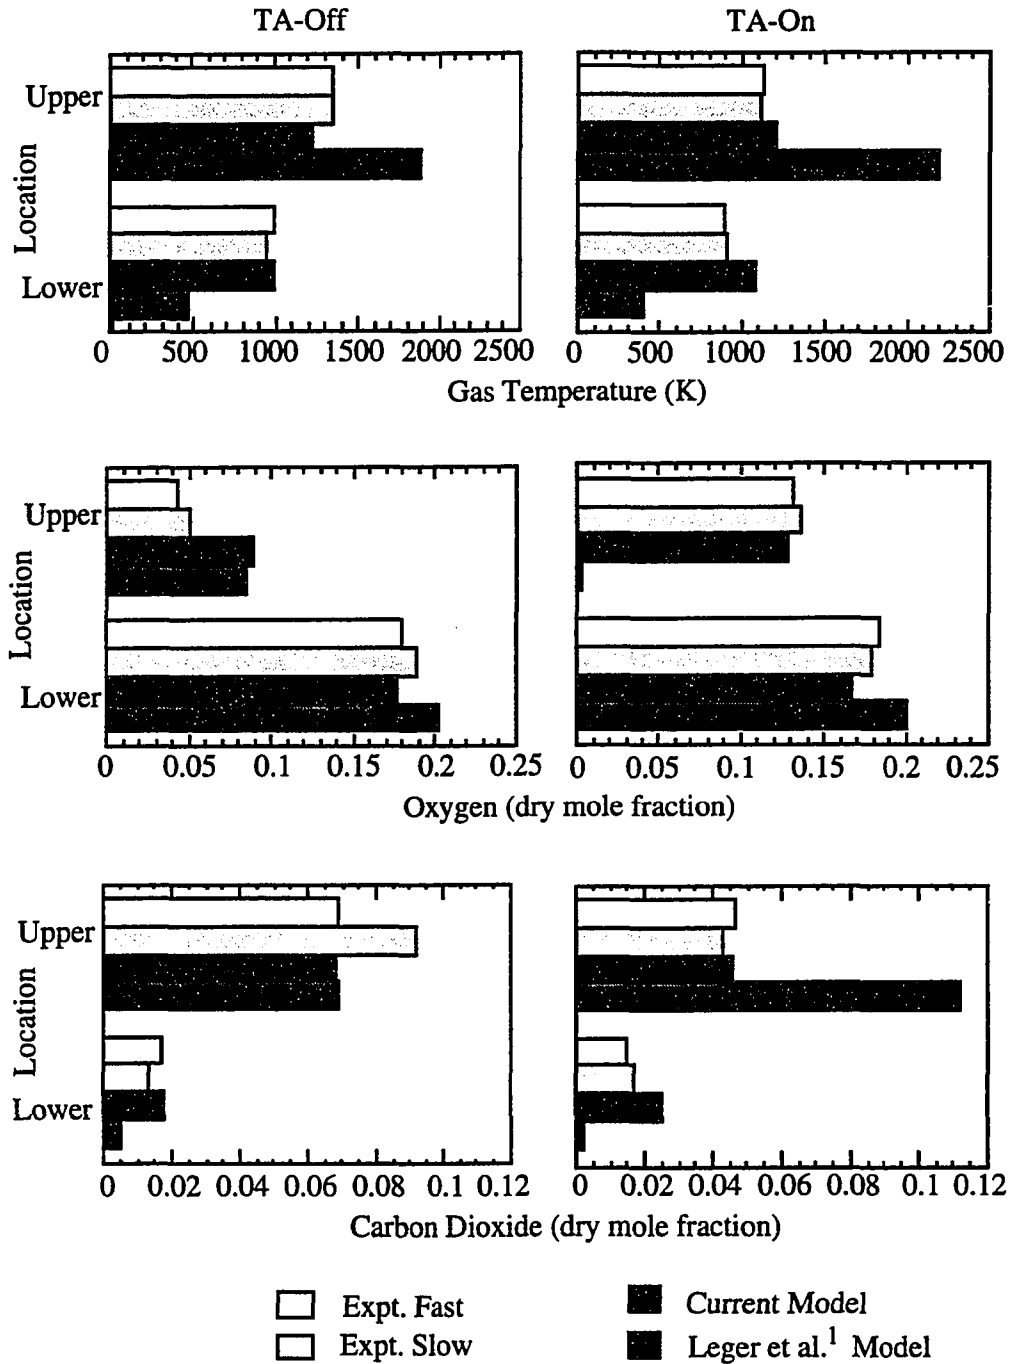 TA-Off TA-On
Upper
Location
Lower
0 500 1000 1500 2000 2500 0 500 1000 1500 2000 2500
Gas Temperature (K)
Upper
Location
Lower
0 0.05 0.1 0.15 0.2 0.25 0 0.05 0.1 0.15 0.2 0.25
Oxygen (dry mole fraction)
Upper
Location
Lower
0 0.02 0.04 0.06 0.08 0.1 0.12 0 0.02 0.04 0.06 0.08 0.1 0.12
Carbon Dioxide (dry mole fraction)
Expt. Fast Current Model
Expt. Slow Leger et al.¹ Model